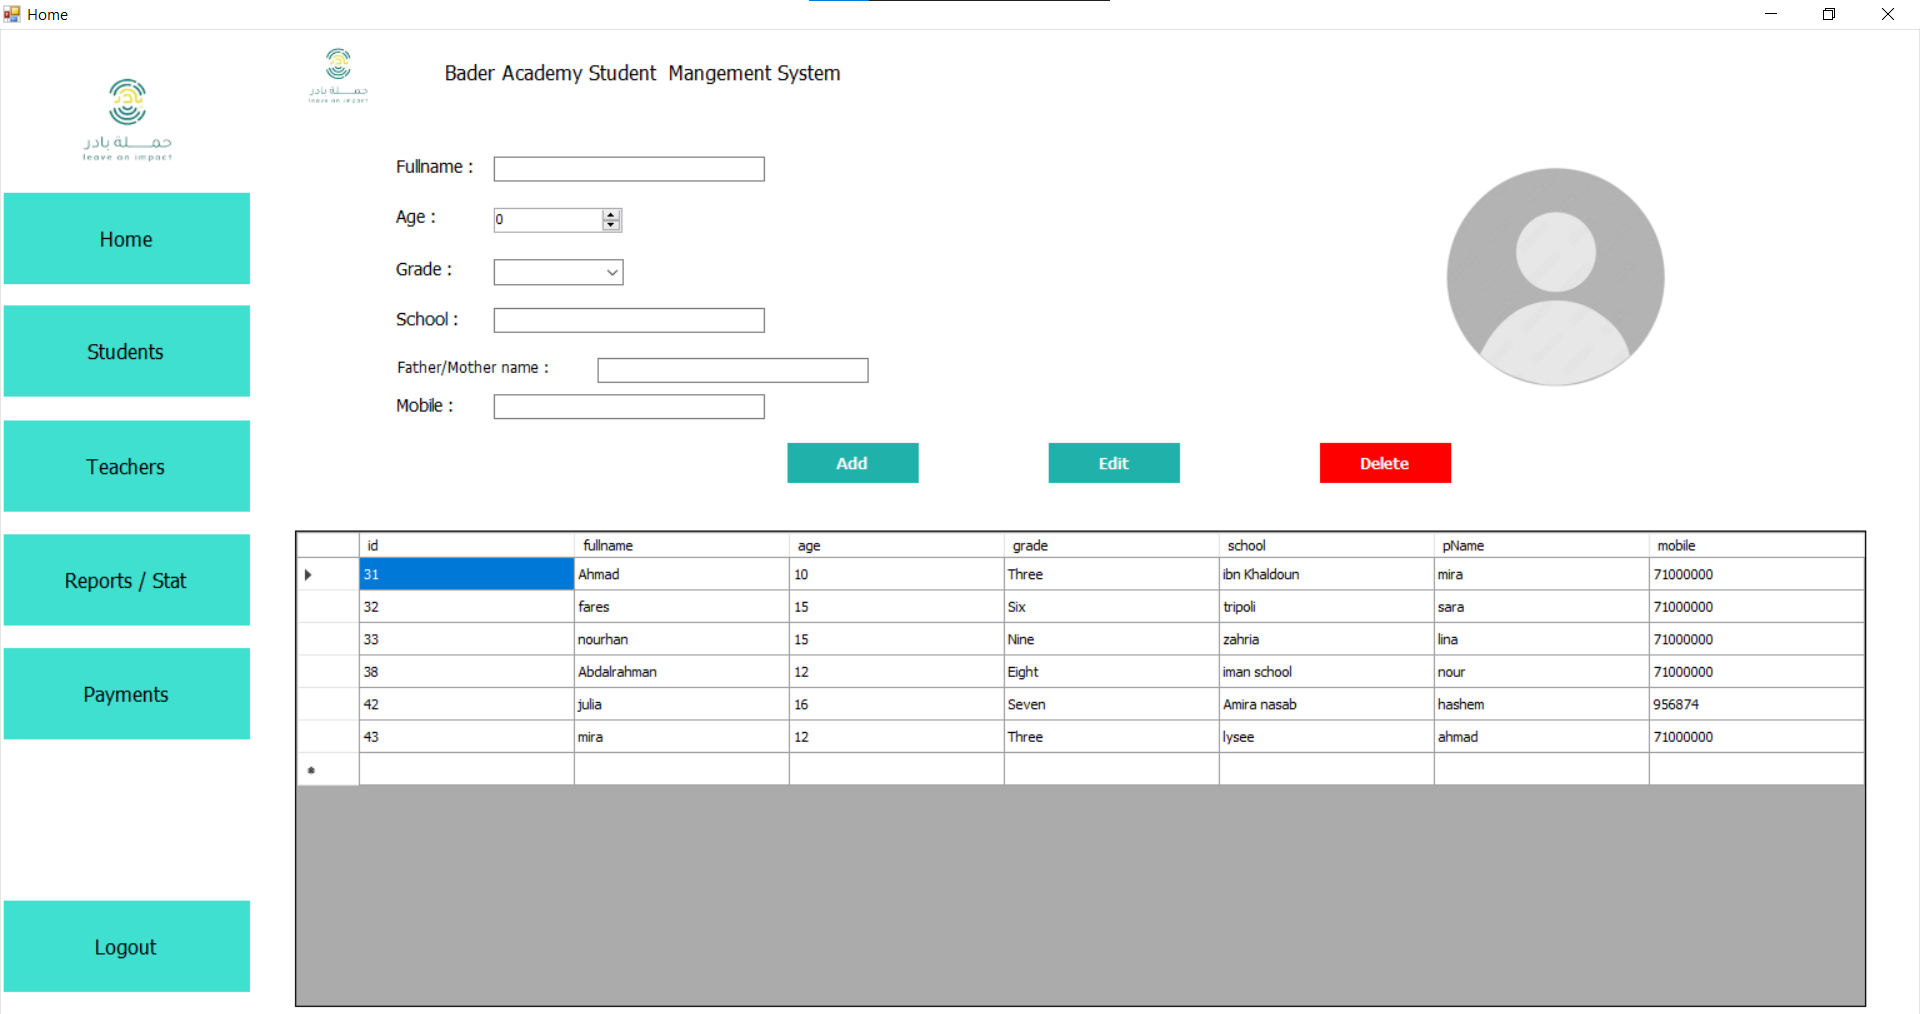 Home
حمــلة بادر
leave an impact
Home
Students
Teachers
Reports / Stat
Payments
Logout
حمــلة بادر
leave an impact
Bader Academy Student  Mangement System
Fullname :
Age :
0
Grade :
School :
Father/Mother name :
Mobile :
Add
Edit
Delete
id fullname age grade school pName mobile
31 Ahmad 10 Three ibn Khaldoun mira 71000000
32 fares 15 Six tripoli sara 71000000
33 nourhan 15 Nine zahria lina 71000000
38 Abdalrahman 12 Eight iman school nour 71000000
42 julia 16 Seven Amira nasab hashem 956874
43 mira 12 Three lysee ahmad 71000000